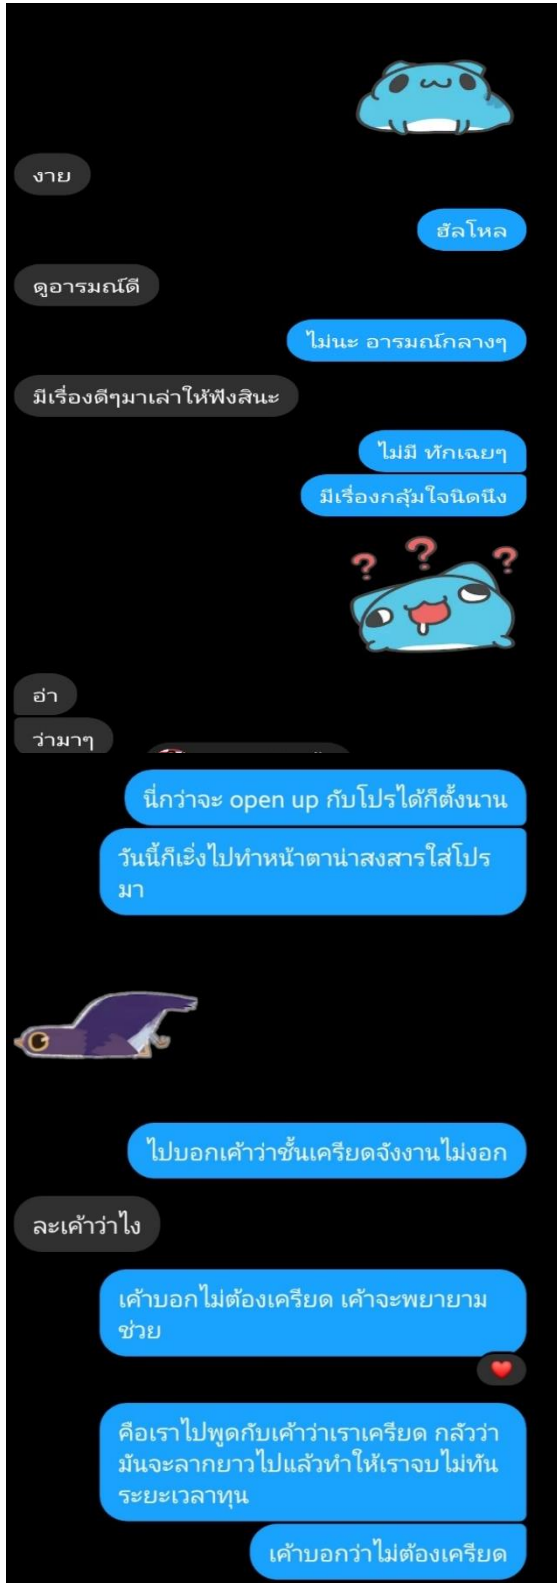 งาย
ฮัลโหล
ดูอารมณ์ดี
ไม่นะ อารมณ์กลางๆ
มีเรื่องดีๆมาเล่าให้ฟังสินะ
ไม่มี ทักเฉยๆ
มีเรื่องกลุ้มใจนิดนึง
? ? ?
อ่า
ว่ามาๆ
นี่กว่าจะ open up กับโปรได้ก็ตั้งนาน
วันนี้ก็เิ่งไปทำหน้าตาน่าสงสารใส่โปร
มา
ไปบอกเค้าว่าชั้นเครียดจังงานไม่งอก
ละเค้าว่าไง
เค้าบอกไม่ต้องเครียด เค้าจะพยายาม
ช่วย
คือเราไปพูดกับเค้าว่าเราเครียด กลัวว่า
มันจะลากยาวไปแล้วทำให้เราจบไม่ทัน
ระยะเวลาทุน
เค้าบอกว่าไม่ต้องเครียด